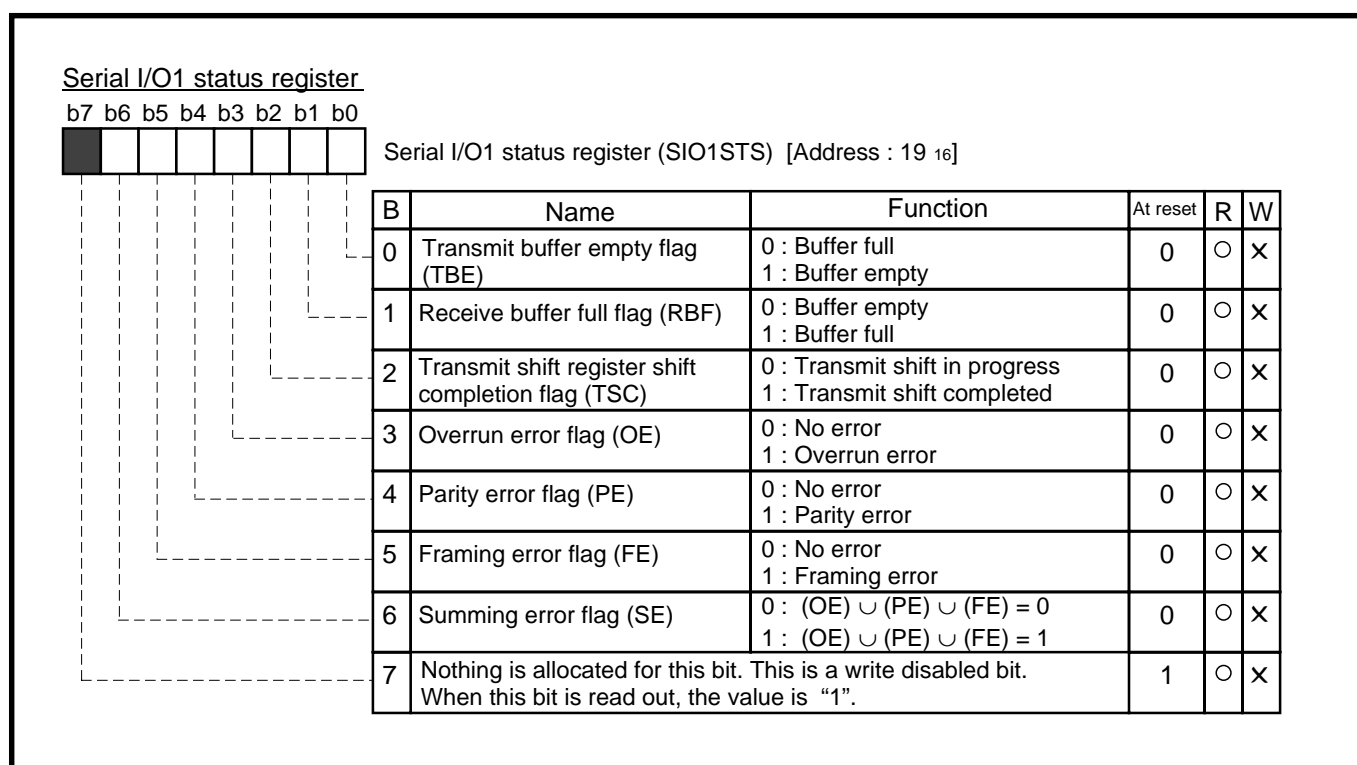 Serial I/O1 status register
b7 b6 b5 b4 b3 b2 b1 b0
Serial I/O1 status register (SIO1STS) [Address : 19 16]
B Name Function At reset R W
0 Transmit buffer empty flag (TBE) 0 : Buffer full 1 : Buffer empty 0 ○ ×
1 Receive buffer full flag (RBF) 0 : Buffer empty 1 : Buffer full 0 ○ ×
2 Transmit shift register shift completion flag (TSC) 0 : Transmit shift in progress 1 : Transmit shift completed 0 ○ ×
3 Overrun error flag (OE) 0 : No error 1 : Overrun error 0 ○ ×
4 Parity error flag (PE) 0 : No error 1 : Parity error 0 ○ ×
5 Framing error flag (FE) 0 : No error 1 : Framing error 0 ○ ×
6 Summing error flag (SE) 0 : (OE) ∪ (PE) ∪ (FE) = 0 1 : (OE) ∪ (PE) ∪ (FE) = 1 0 ○ ×
7 Nothing is allocated for this bit. This is a write disabled bit. When this bit is read out, the value is “1”. 1 ○ ×